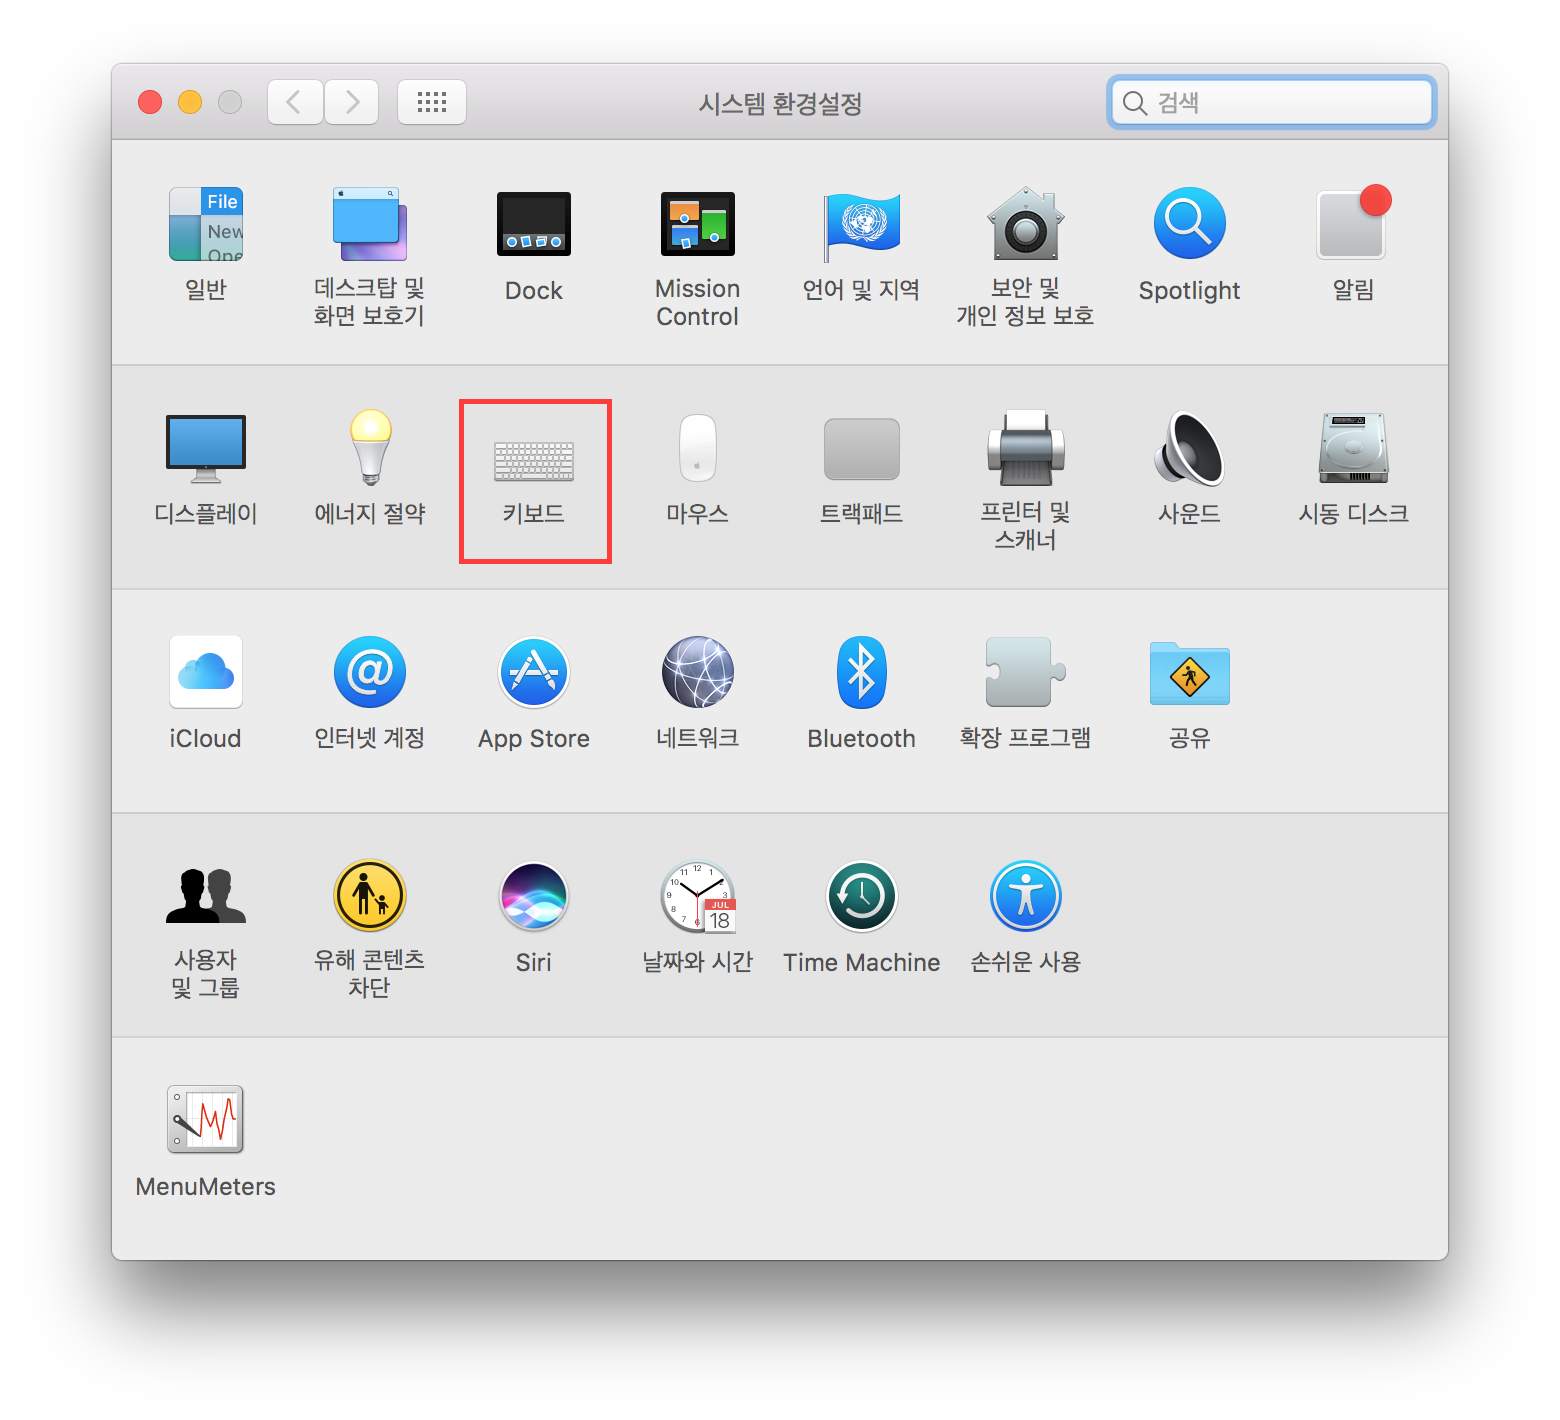 시스템 환경설정
검색
File
New
Ope
일반
데스크탑 및
화면 보호기
Dock
Mission
Control
언어 및 지역
보안 및
개인 정보 보호
Spotlight
알림
디스플레이
에너지 절약
키보드
마우스
트랙패드
프린터 및
스캐너
사운드
시동 디스크
iCloud
인터넷 계정
App Store
네트워크
Bluetooth
확장 프로그램
공유
사용자
및 그룹
유해 콘텐츠
차단
Siri
JUL
18
날짜와 시간
Time Machine
손쉬운 사용
MenuMeters